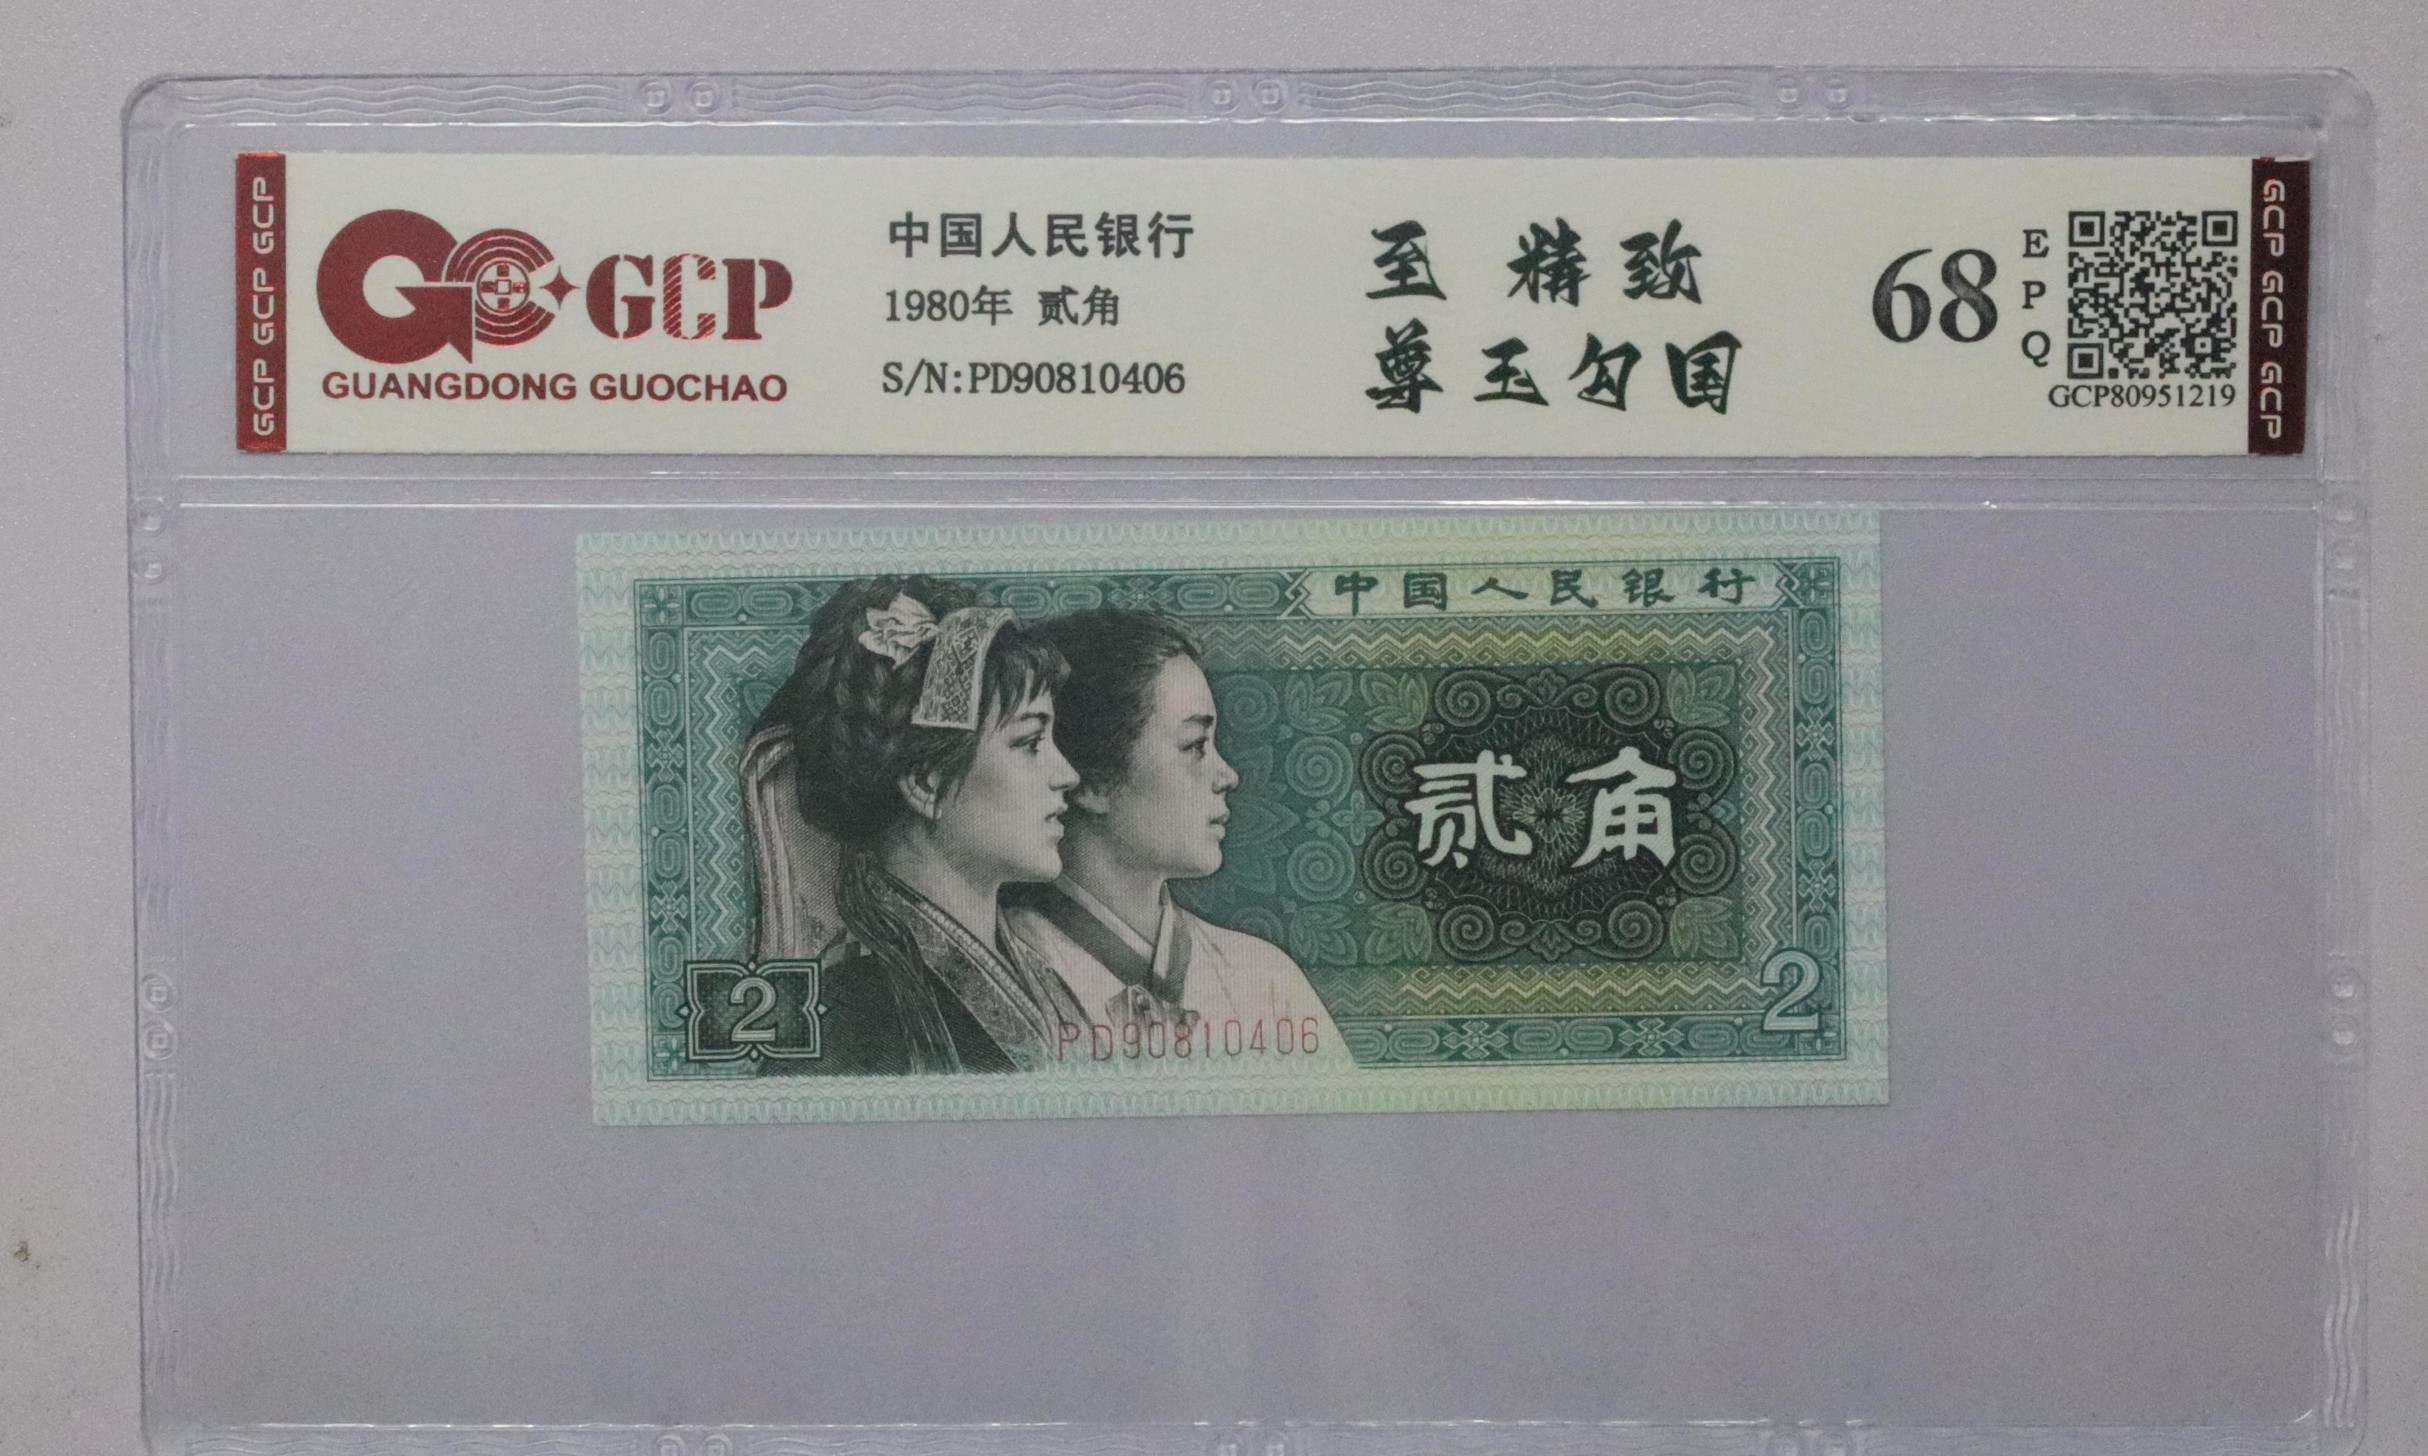 GCP GCP GCP
GCP
GUANGDONG GUOCHAO
中国人民银行
1980年 贰角
S/N:PD90810406
至 精 致
尊 玉 勾 国
68
E
P
Q
GCP80951219
GCP GCP GCP
中国人民银行
贰角
2
2
PD90810406